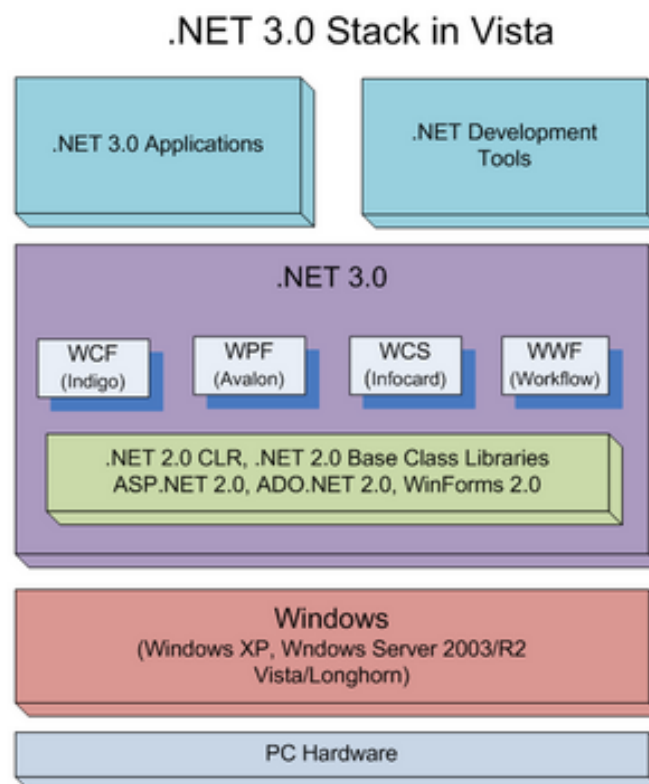 .NET 3.0 Stack in Vista
.NET 3.0 Applications
.NET Development
Tools
.NET 3.0
WCF
(Indigo)
WPF
(Avalon)
WCS
(Infocard)
WWF
(Workflow)
.NET 2.0 CLR, .NET 2.0 Base Class Libraries
ASP.NET 2.0, ADO.NET 2.0, WinForms 2.0
Windows
(Windows XP, Wndows Server 2003/R2
Vista/Longhorn)
PC Hardware